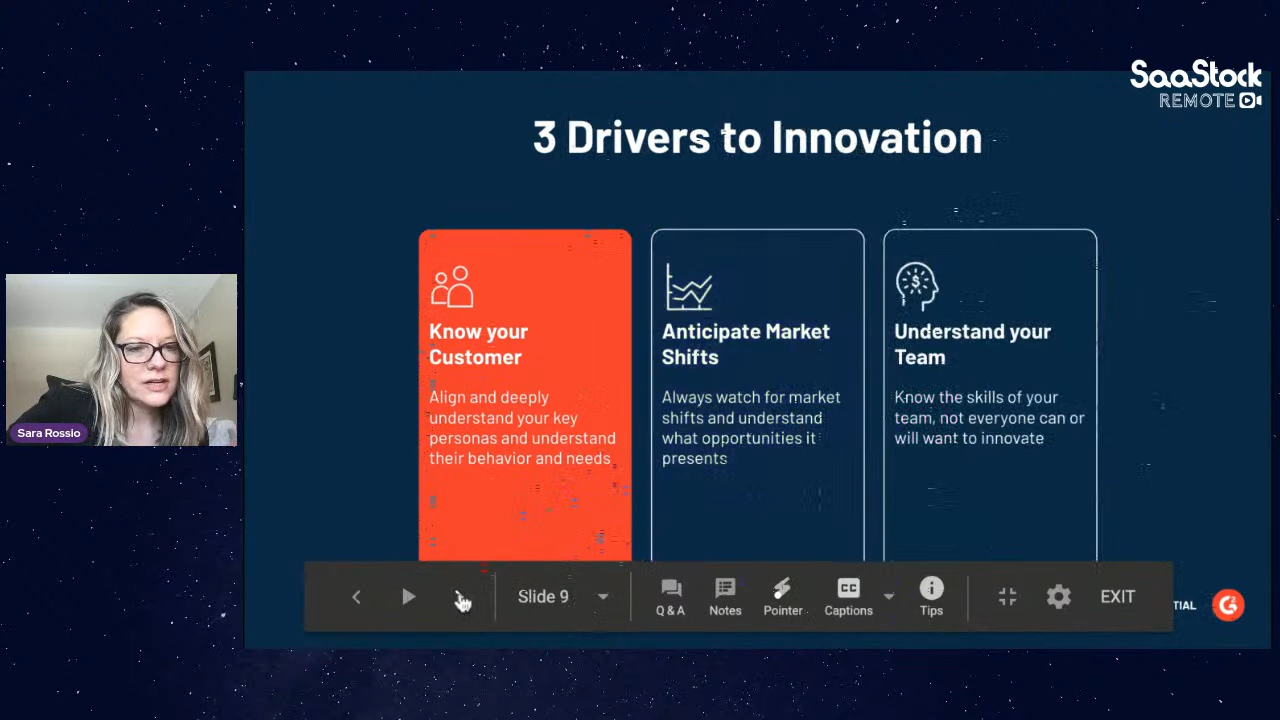 SaaStock
REMOTE
3 Drivers to Innovation
Know your
Customer
Align and deeply
understand your key
personas and understand
their behavior and needs
Anticipate Market
Shifts
Always watch for market
shifts and understand
what opportunities it
presents
Understand your
Team
Know the skills of your
team, not everyone can or
will want to innovate
Sara Rossio
Slide 9
Q & A
Notes
Pointer
CC
Captions
Tips
EXIT
TIAL
G2